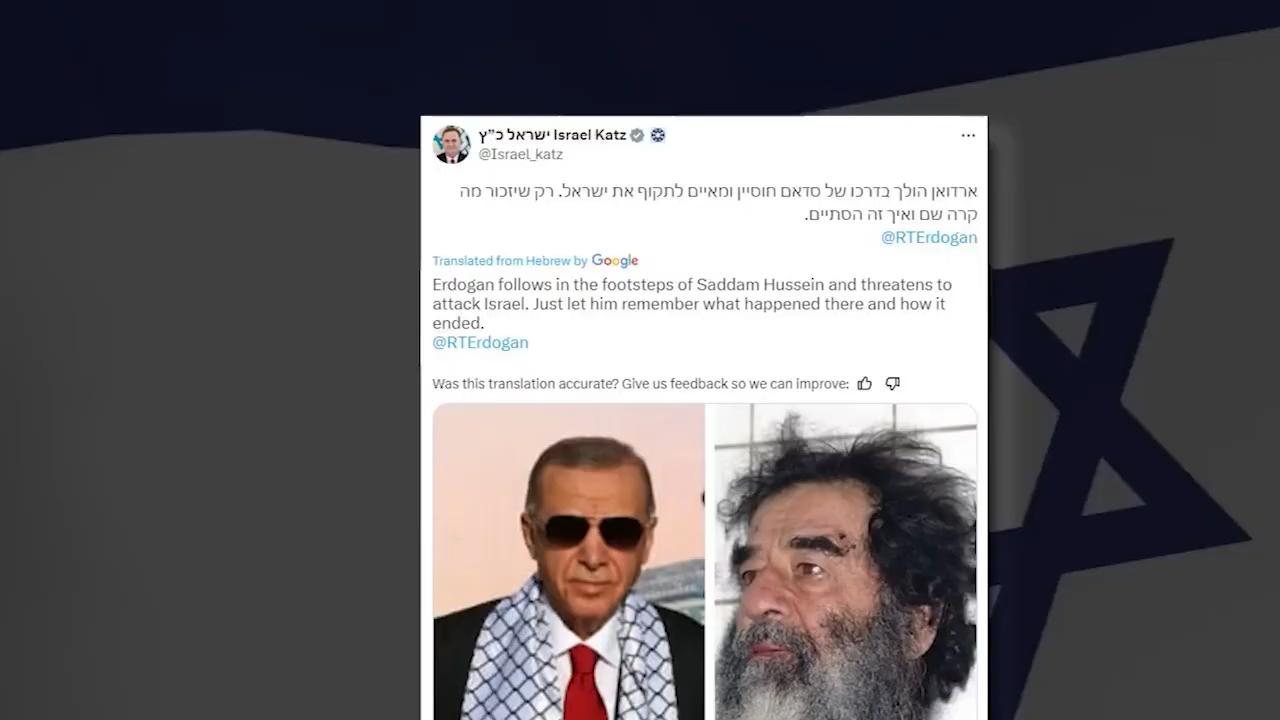 ישראל כ"ץ Israel Katz
@Israel_katz
ארדואן הולך בדרכו של סדאם חוסיין ומאיים לתקוף את ישראל. רק שיזכור מה
קרה שם ואיך זה הסתיים.
@RTErdogan
Translated from Hebrew by Google
Erdogan follows in the footsteps of Saddam Hussein and threatens to
attack Israel. Just let him remember what happened there and how it
ended.
@RTErdogan
Was this translation accurate? Give us feedback so we can improve: